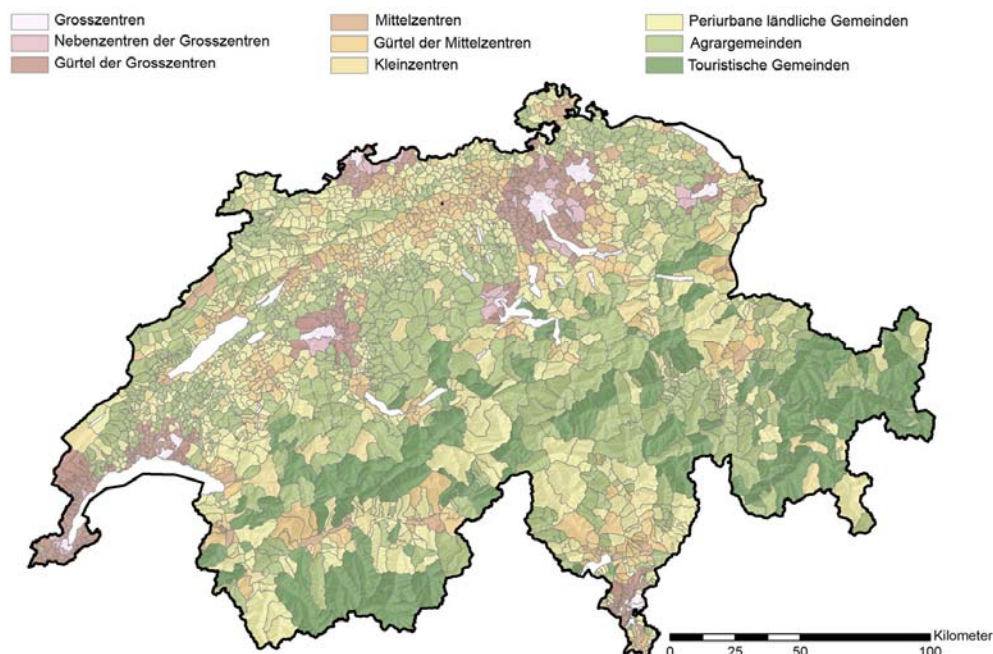 Grosszentren
Nebenzentren der Grosszentren
Gürtel der Grosszentren
Mittelzentren
Gürtel der Mittelzentren
Kleinzentren
Periurbane ländliche Gemeinden
Agrargemeinden
Touristische Gemeinden
Kilometer
0 25 50 100